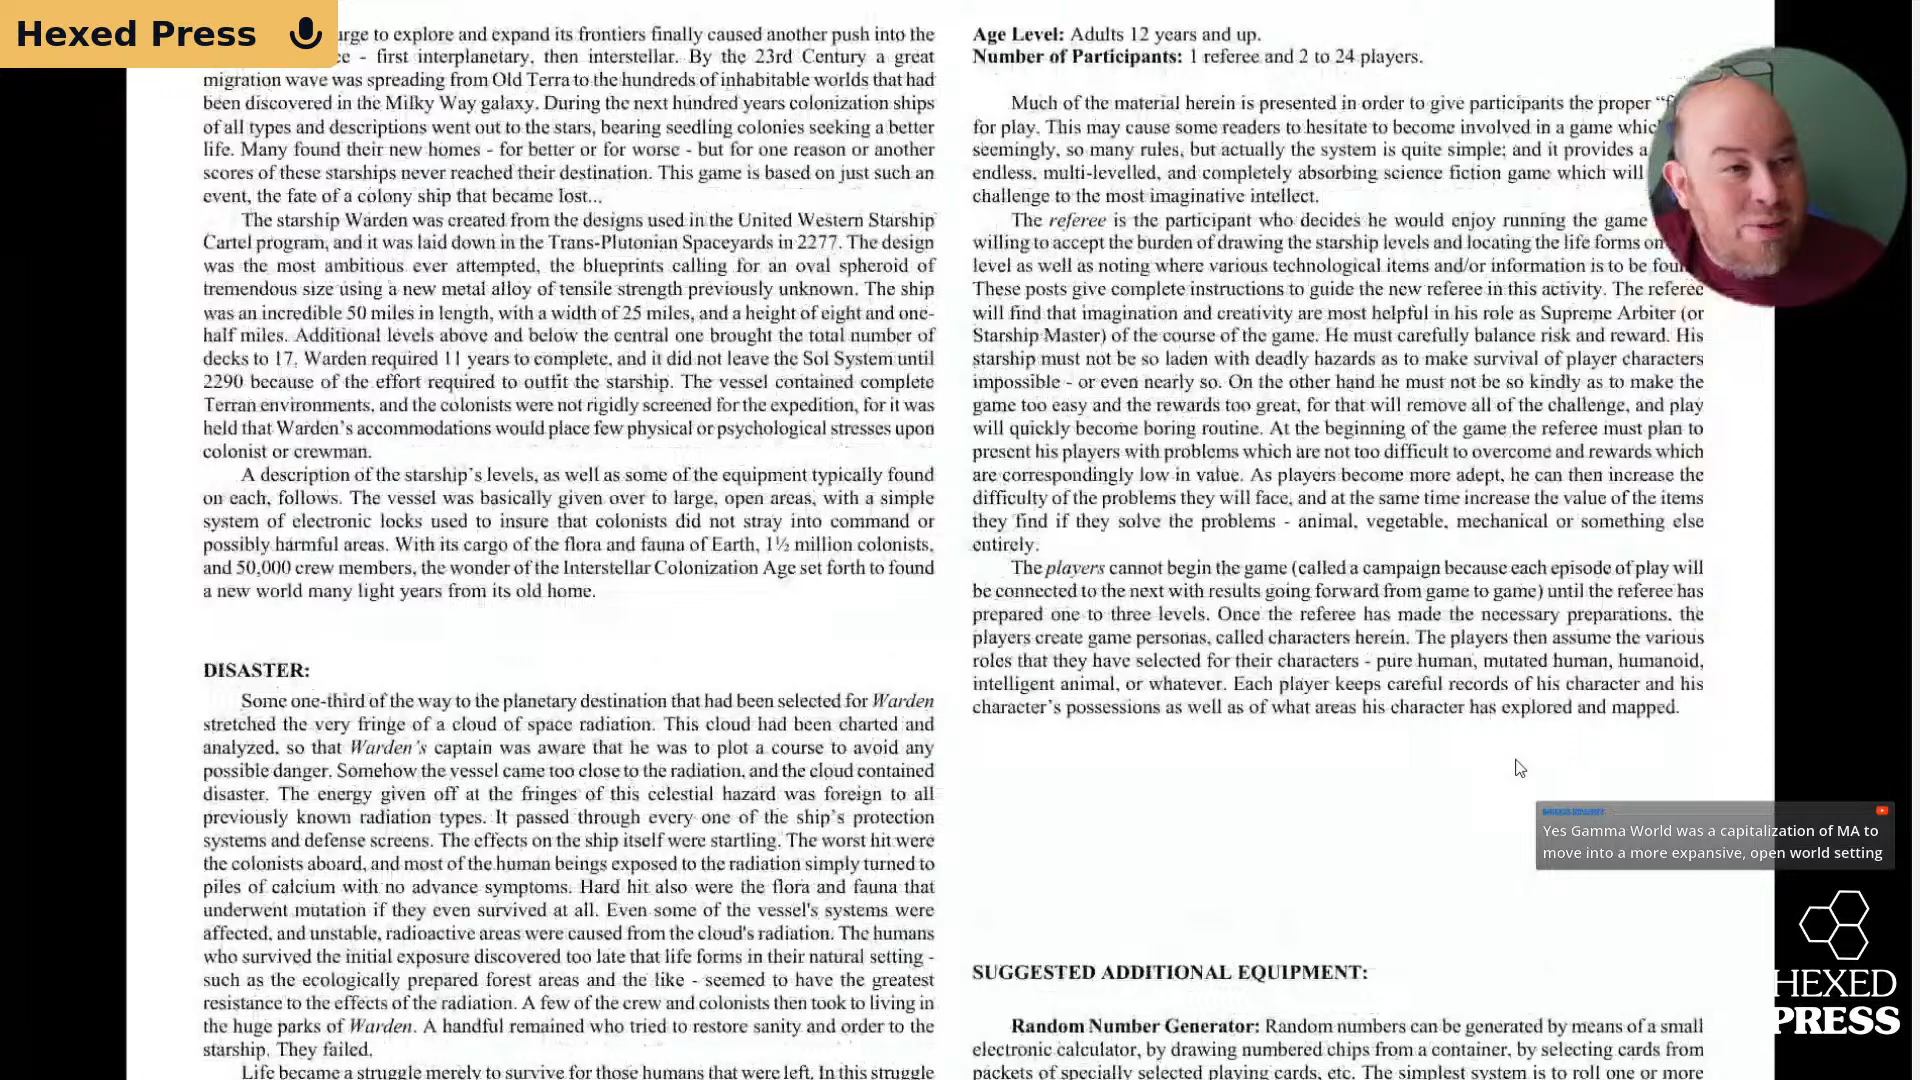 Hexed Press
urge to explore and expand its frontiers finally caused another push into the
- first interplanetary, then interstellar. By the 23rd Century a great
migration wave was spreading from Old Terra to the hundreds of inhabitable worlds that had
been discovered in the Milky Way galaxy. During the next hundred years colonization ships
of all types and descriptions went out to the stars, bearing seedling colonies seeking a better
life. Many found their new homes - for better or for worse - but for one reason or another
scores of these starships never reached their destination. This game is based on just such an
event, the fate of a colony ship that became lost...
The starship Warden was created from the designs used in the United Western Starship
Cartel program, and it was laid down in the Trans-Plutonian Spaceyards in 2277. The design
was the most ambitious ever attempted, the blueprints calling for an oval spheroid of
tremendous size using a new metal alloy of tensile strength previously unknown. The ship
was an incredible 50 miles in length, with a width of 25 miles, and a height of eight and one-
half miles. Additional levels above and below the central one brought the total number of
decks to 17. Warden required 11 years to complete, and it did not leave the Sol System until
2290 because of the effort required to outfit the starship. The vessel contained complete
Terran environments, and the colonists were not rigidly screened for the expedition, for it was
held that Warden's accommodations would place few physical or psychological stresses upon
colonist or crewman.
A description of the starship's levels, as well as some of the equipment typically found
on each, follows. The vessel was basically given over to large, open areas, with a simple
system of electronic locks used to insure that colonists did not stray into command or
possibly harmful areas. With its cargo of the flora and fauna of Earth, 1½ million colonists,
and 50,000 crew members, the wonder of the Interstellar Colonization Age set forth to found
a new world many light years from its old home.
DISASTER:
Some one-third of the way to the planetary destination that had been selected for Warden
stretched the very fringe of a cloud of space radiation. This cloud had been charted and
analyzed, so that Warden's captain was aware that he was to plot a course to avoid any
possible danger. Somehow the vessel came too close to the radiation, and the cloud contained
disaster. The energy given off at the fringes of this celestial hazard was foreign to all
previously known radiation types. It passed through every one of the ship's protection
systems and defense screens. The effects on the ship itself were startling. The worst hit were
the colonists aboard, and most of the human beings exposed to the radiation simply turned to
piles of calcium with no advance symptoms. Hard hit also were the flora and fauna that
underwent mutation if they even survived at all. Even some of the vessel's systems were
affected, and unstable, radioactive areas were caused from the cloud's radiation. The humans
who survived the initial exposure discovered too late that life forms in their natural setting -
such as the ecologically prepared forest areas and the like - seemed to have the greatest
resistance to the effects of the radiation. A few of the crew and colonists then took to living in
the huge parks of Warden. A handful remained who tried to restore sanity and order to the
starship. They failed.
Life became a struggle merely to survive for those humans that were left. In this struggle
Age Level: Adults 12 years and up.
Number of Participants: 1 referee and 2 to 24 players.
Much of the material herein is presented in order to give participants the proper
for play. This may cause some readers to hesitate to become involved in a game
seemingly, so many rules, but actually the system is quite simple; and it provides a
endless, multi-levelled, and completely absorbing science fiction game which will
challenge to the most imaginative intellect.
The referee is the participant who decides he would enjoy running the game
willing to accept the burden of drawing the starship levels and locating the life forms on
level as well as noting where various technological items and/or information is to be
These posts give complete instructions to guide the new referee in this activity. The referee
will find that imagination and creativity are most helpful in his role as Supreme Arbiter (or
Starship Master) of the course of the game. He must carefully balance risk and reward. His
starship must not be so laden with deadly hazards as to make survival of player characters
impossible - or even nearly so. On the other hand he must not be so kindly as to make the
game too easy and the rewards too great, for that will remove all of the challenge, and play
will quickly become boring routine. At the beginning of the game the referee must plan to
present his players with problems which are not too difficult to overcome and rewards which
are correspondingly low in value. As players become more adept, he can then increase the
difficulty of the problems they will face, and at the same time increase the value of the items
they find if they solve the problems - animal, vegetable, mechanical or something else
entirely.
The players cannot begin the game (called a campaign because each episode of play will
be connected to the next with results going forward from game to game) until the referee has
prepared one to three levels. Once the referee has made the necessary preparations, the
players create game personas, called characters herein. The players then assume the various
roles that they have selected for their characters - pure human, mutated human, humanoid,
intelligent animal, or whatever. Each player keeps careful records of his character and his
character's possessions as well as of what areas his character has explored and mapped.
SUGGESTED ADDITIONAL EQUIPMENT:
Random Number Generator: Random numbers can be generated by means of a small
electronic calculator, by drawing numbered chips from a container, by selecting cards from
packets of specially selected playing cards, etc. The simplest system is to roll one or more
Yes Gamma World was a capitalization of MA to
move into a more expansive, open world setting
HEXED
PRESS